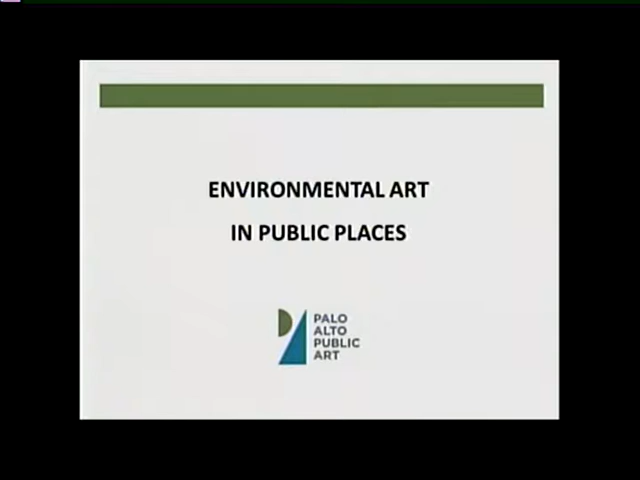 ENVIRONMENTAL ART
IN PUBLIC PLACES
PALO
ALTO
PUBLIC
ART